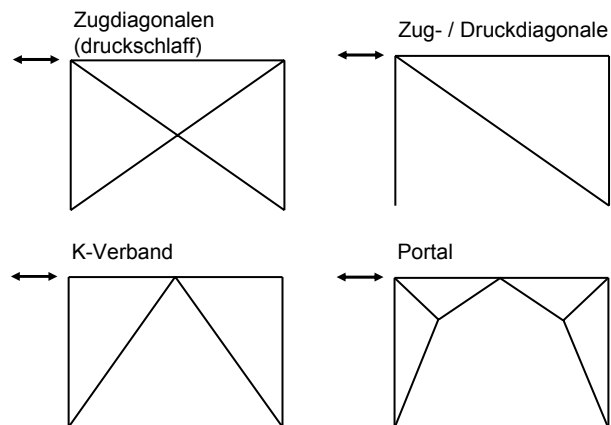 Zugdiagonalen
(druckschlaff)
Zug- / Druckdiagonale
K-Verband
Portal